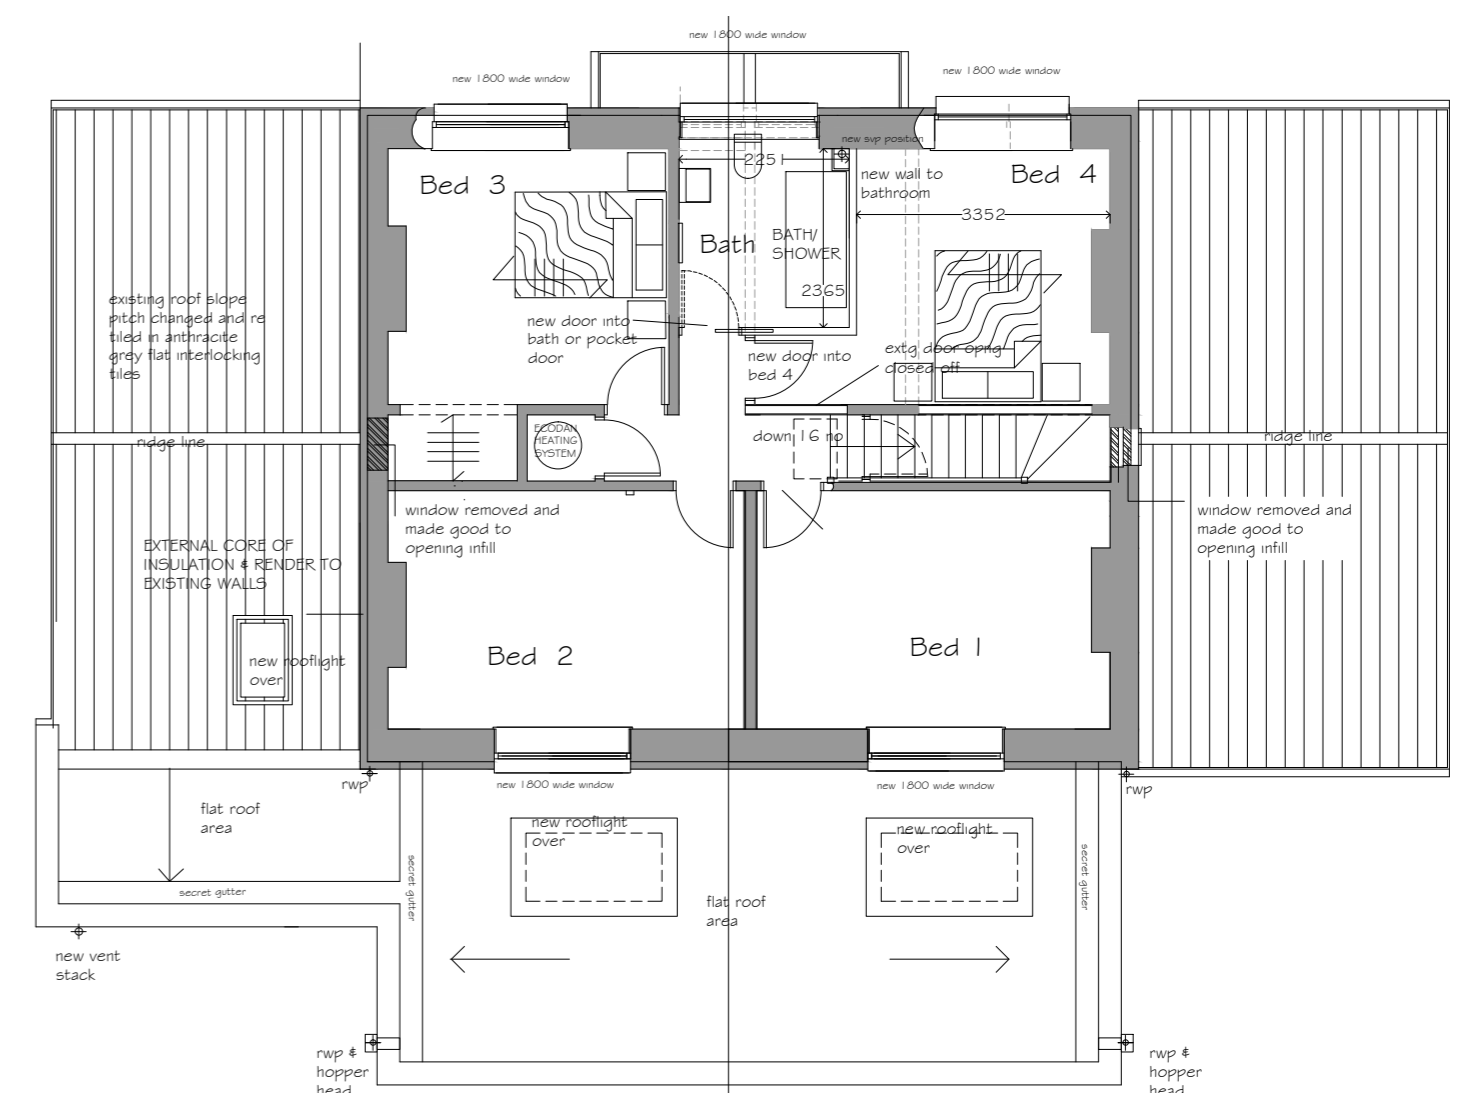 new 1800 wide window
new 1800 wide window
new 1800 wide window
new svp position
2251
Bed 3
Bed 4
new wall to
bathroom
3352
Bath
BATH/
SHOWER
2365
existing roof slope
pitch changed and re
tiled in anthracite
grey flat interlocking
tiles
new door into
bath or pocket
door
new door into
bed 4
extg door opng
closed off
ECODAN
HEATING
SYSTEM
down 16 no
ridge line
ridge line
window removed and
made good to
opening infill
window removed and
made good to
opening infill
EXTERNAL CORE OF
INSULATION & RENDER TO
EXISTING WALLS
Bed 2
Bed 1
new rooflight
over
rwp
new 1800 wide window
new 1800 wide window
rwp
flat roof
area
new rooflight
over
new rooflight
over
secret gutter
secret gutter
secret gutter
flat roof
area
new vent
stack
rwp &
hopper
head
rwp &
hopper
head